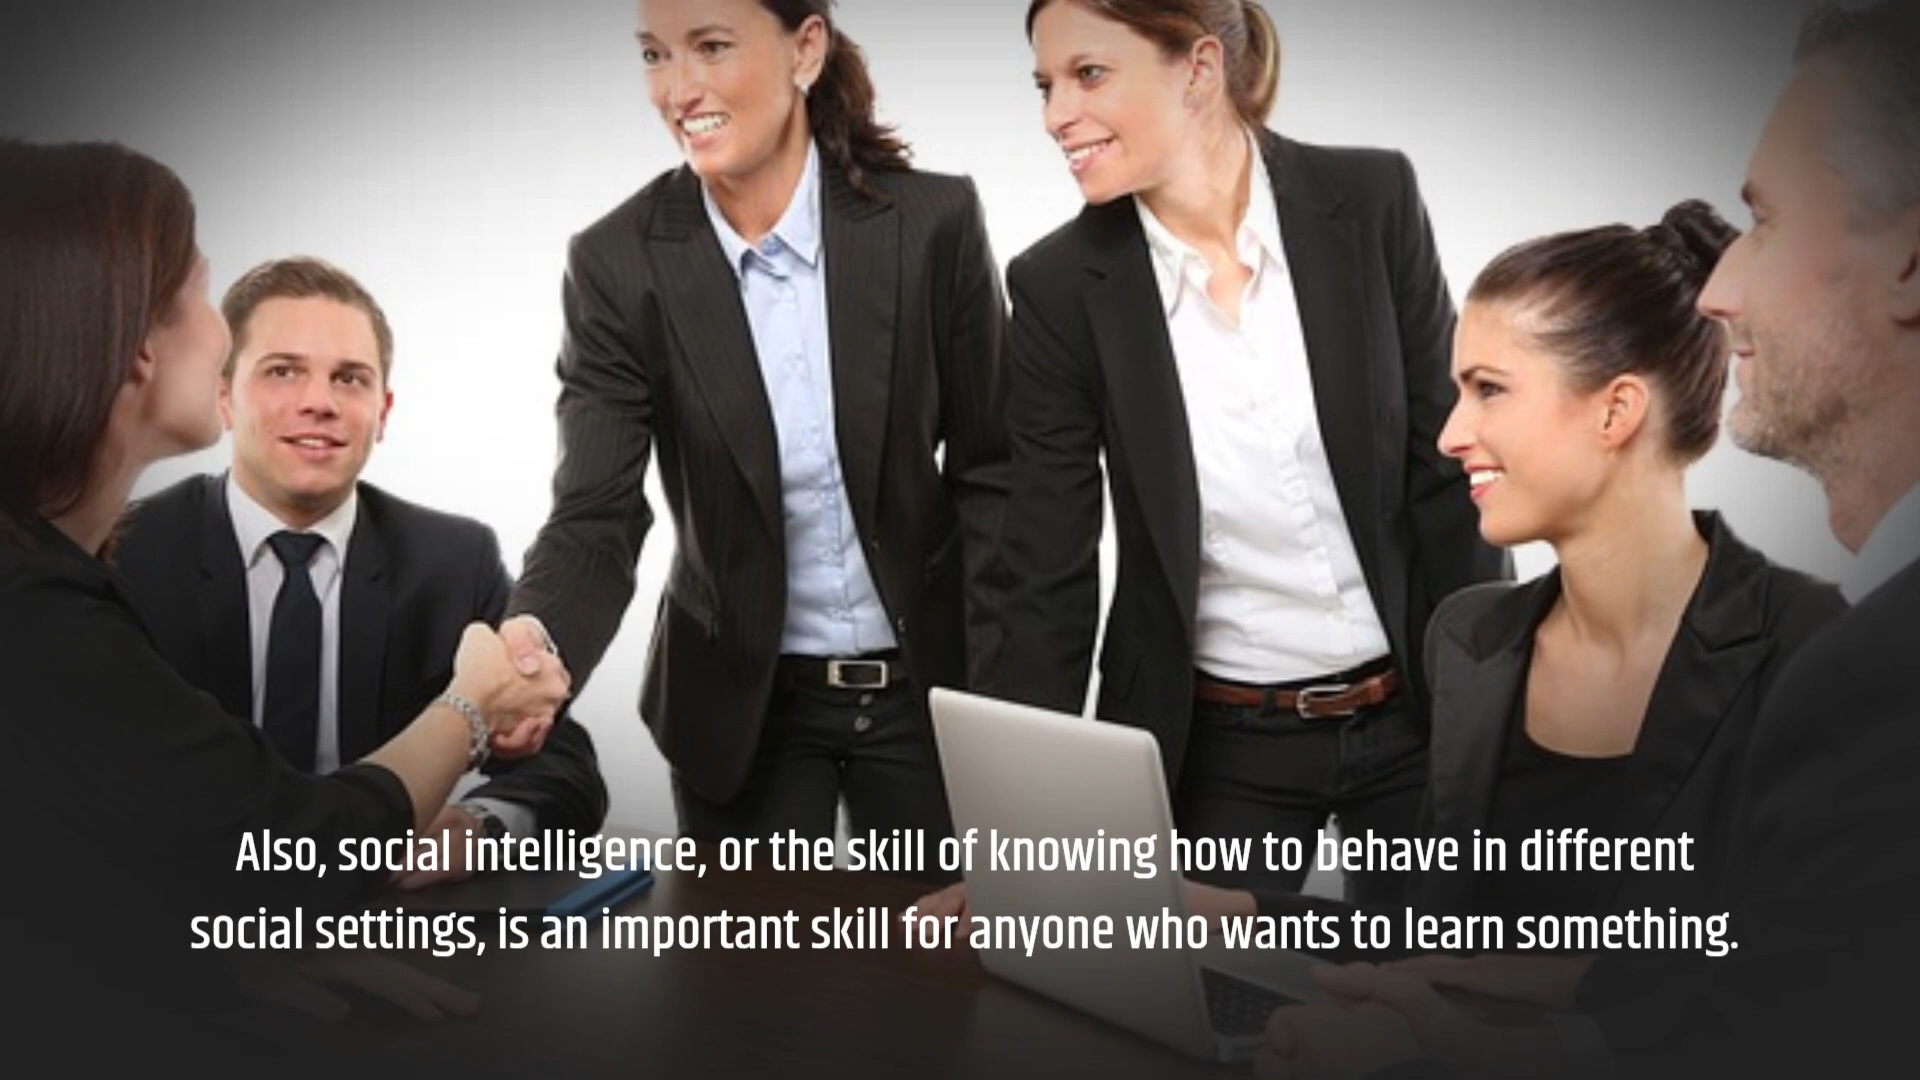 Also, social intelligence, or the skill of knowing how to behave in different
social settings, is an important skill for anyone who wants to learn something.